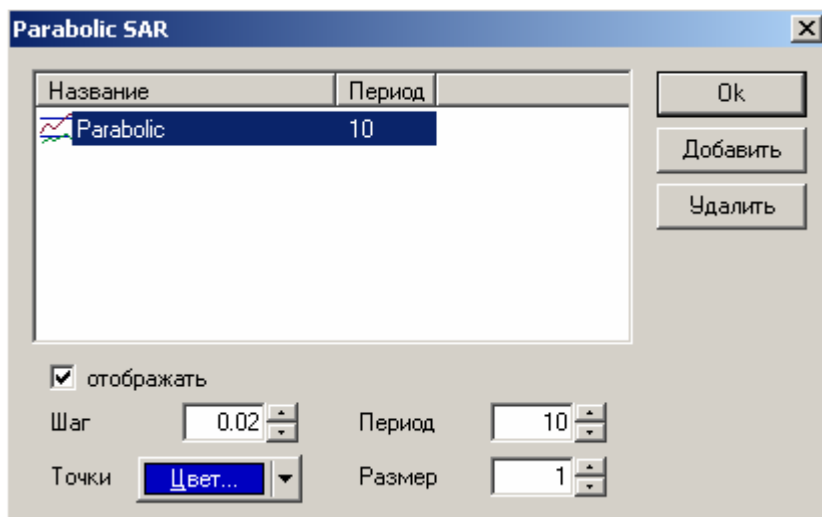 Parabolic SAR
Название Период
Parabolic 10
Ok
Добавить
Удалить
отображать
Шаг 0.02 Период 10
Точки Цвет... Размер 1